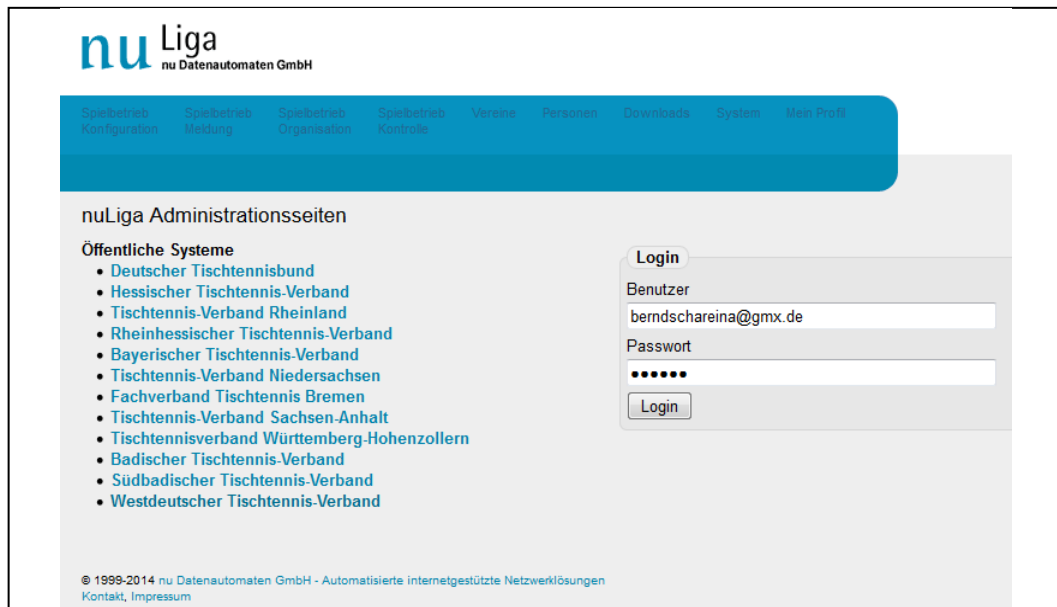 nu Liga
nu Datenautomaten GmbH
Spielbetrieb Konfiguration
Spielbetrieb Meldung
Spielbetrieb Organisation
Spielbetrieb Kontrolle
Vereine
Personen
Downloads
System
Mein Profil
nuLiga Administrationsseiten
Öffentliche Systeme
• Deutscher Tischtennisbund
• Hessischer Tischtennis-Verband
• Tischtennis-Verband Rheinland
• Rheinhessischer Tischtennis-Verband
• Bayerischer Tischtennis-Verband
• Tischtennis-Verband Niedersachsen
• Fachverband Tischtennis Bremen
• Tischtennis-Verband Sachsen-Anhalt
• Tischtennisverband Württemberg-Hohenzollern
• Badischer Tischtennis-Verband
• Südbadischer Tischtennis-Verband
• Westdeutscher Tischtennis-Verband
Login
Benutzer
berndschareina@gmx.de
Passwort
●●●●●●
Login
© 1999-2014 nu Datenautomaten GmbH - Automatisierte internetgestützte Netzwerklösungen
Kontakt, Impressum